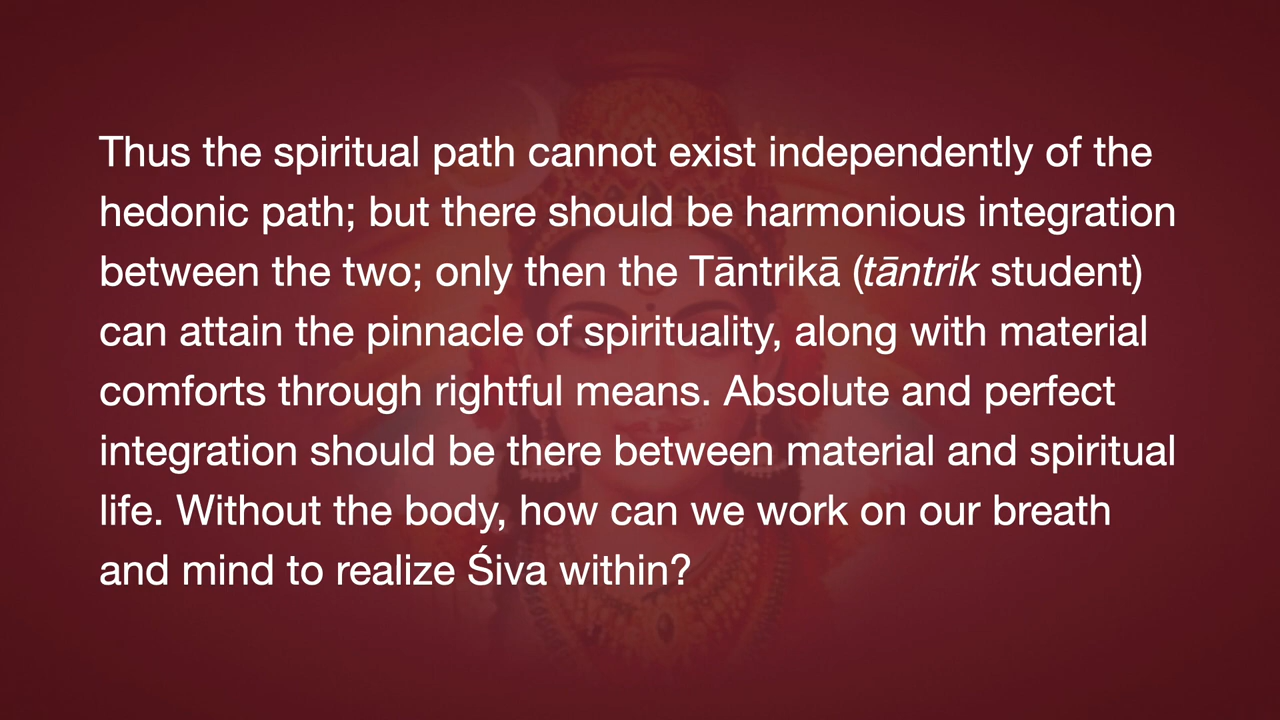 Thus the spiritual path cannot exist independently of the
hedonic path; but there should be harmonious integration
between the two; only then the Tāntrikā (tāntrik student)
can attain the pinnacle of spirituality, along with material
comforts through rightful means. Absolute and perfect
integration should be there between material and spiritual
life. Without the body, how can we work on our breath
and mind to realize Śiva within?